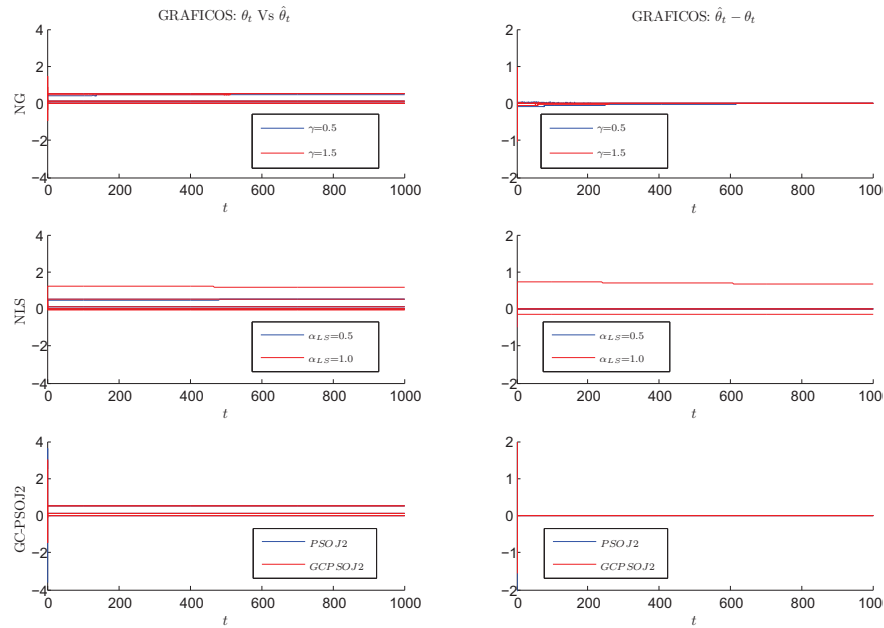 GRAFICOS: θ_t Vs θ̂_t
GRAFICOS: θ̂_t − θ_t
NG
4
2
0
−2
−4
0 200 400 600 800 1000
t
γ=0.5
γ=1.5
2
1
0
−1
−2
0 200 400 600 800 1000
t
γ=0.5
γ=1.5
NLS
4
2
0
−2
−4
0 200 400 600 800 1000
t
α_LS=0.5
α_LS=1.0
2
1
0
−1
−2
0 200 400 600 800 1000
t
α_LS=0.5
α_LS=1.0
GC-PSOJ2
4
2
0
−2
−4
0 200 400 600 800 1000
t
PSOJ2
GCPSOJ2
2
1
0
−1
−2
0 200 400 600 800 1000
t
PSOJ2
GCPSOJ2